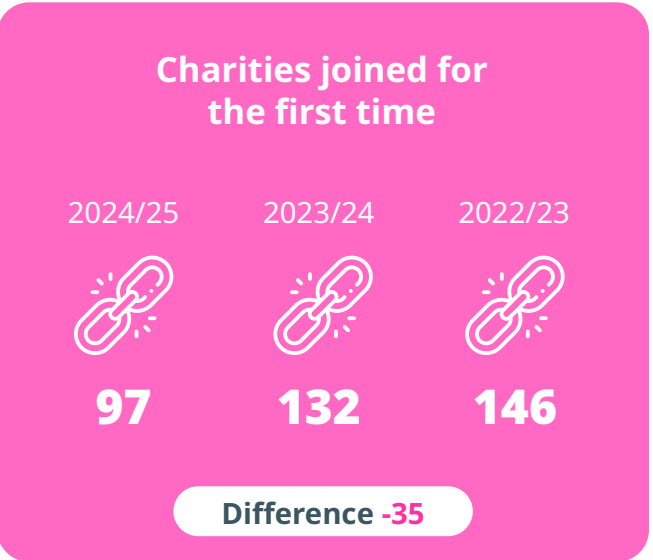 Charities joined for
the first time
2024/25 2023/24 2022/23
97 132 146
Difference -35